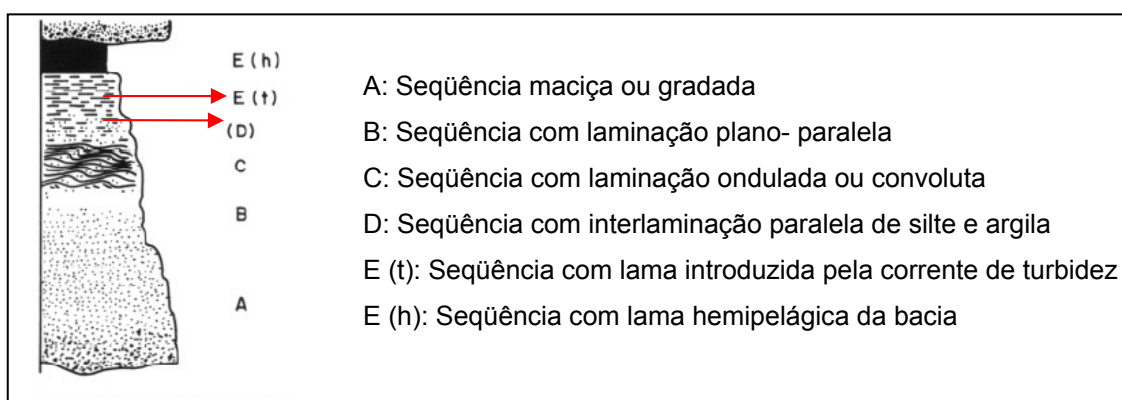 E (h)
E (t)
(D)
C
B
A
A: Seqüência maciça ou gradada
B: Seqüência com laminação plano- paralela
C: Seqüência com laminação ondulada ou convoluta
D: Seqüência com interlaminação paralela de silte e argila
E (t): Seqüência com lama introduzida pela corrente de turbidez
E (h): Seqüência com lama hemipelágica da bacia